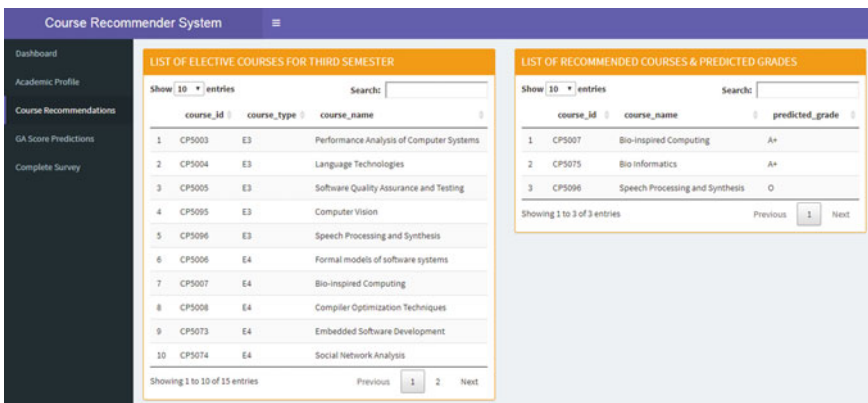 Course Recommender System
Dashboard
Academic Profile
Course Recommendations
GA Score Predictions
Complete Survey
LIST OF ELECTIVE COURSES FOR THIRD SEMESTER
Show 10 entries Search:
course_id course_type course_name
1 CP5003 E3 Performance Analysis of Computer Systems
2 CP5004 E3 Language Technologies
3 CP5005 E3 Software Quality Assurance and Testing
4 CP5095 E3 Computer Vision
5 CP5096 E3 Speech Processing and Synthesis
6 CP5006 E4 Formal models of software systems
7 CP5007 E4 Bio-inspired Computing
8 CP5008 E4 Compiler Optimization Techniques
9 CP5073 E4 Embedded Software Development
10 CP5074 E4 Social Network Analysis
Showing 1 to 10 of 15 entries Previous 1 2 Next
LIST OF RECOMMENDED COURSES & PREDICTED GRADES
Show 10 entries Search:
course_id course_name predicted_grade
1 CP5007 Bio-inspired Computing A+
2 CP5075 Bio Informatics A+
3 CP5096 Speech Processing and Synthesis O
Showing 1 to 3 of 3 entries Previous 1 Next